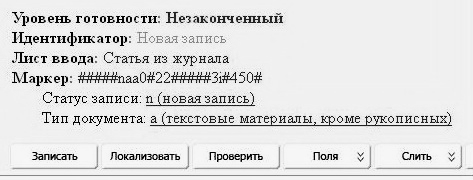 Уровень готовности: Незаконченный
Идентификатор: Новая запись
Лист ввода: Статья из журнала
Маркер: #####naa0#22#####3i#450#
Статус записи: n (новая запись)
Тип документа: a (текстовые материалы, кроме рукописных)
Записать Локализовать Проверить Поля Слить